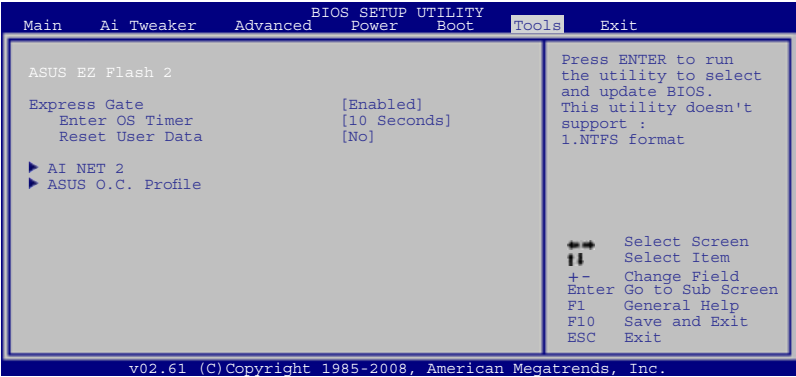 BIOS SETUP UTILITY
Main Ai Tweaker Advanced Power Boot Tools Exit
ASUS EZ Flash 2
Express Gate [Enabled]
Enter OS Timer [10 Seconds]
Reset User Data [No]
AI NET 2
ASUS O.C. Profile
Press ENTER to run
the utility to select
and update BIOS.
This utility doesn't
support :
1.NTFS format
Select Screen
Select Item
+- Change Field
Enter Go to Sub Screen
F1 General Help
F10 Save and Exit
ESC Exit
v02.61 (C)Copyright 1985-2008, American Megatrends, Inc.